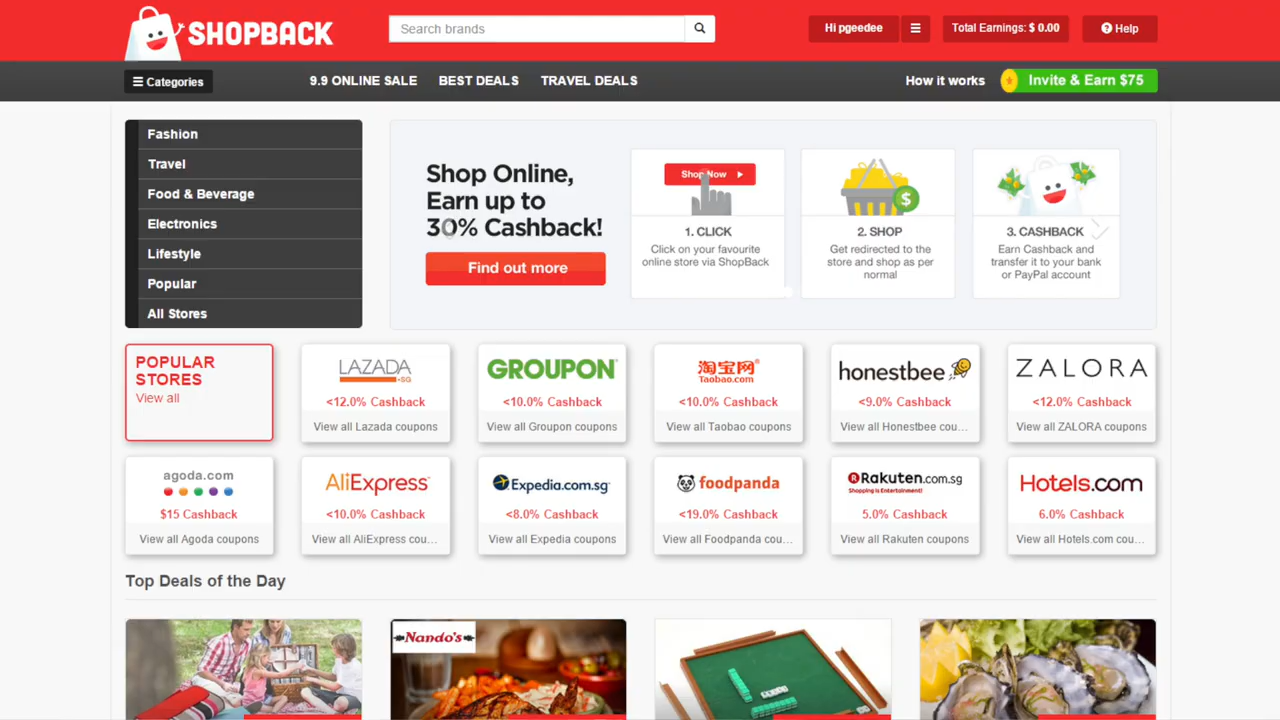 SHOPBACK
Search brands
Hi pgeedee
Total Earnings: $ 0.00
Help
Categories
9.9 ONLINE SALE
BEST DEALS
TRAVEL DEALS
How it works
Invite & Earn $75
Fashion
Travel
Food & Beverage
Electronics
Lifestyle
Popular
All Stores
Shop Online,
Earn up to
30% Cashback!
Find out more
Shop Now
1. CLICK
Click on your favourite
online store via ShopBack
$
2. SHOP
Get redirected to the
store and shop as per
normal
3. CASHBACK
Earn Cashback and
transfer it to your bank
or PayPal account
POPULAR
STORES
View all
LAZADA
.SG
<12.0% Cashback
View all Lazada coupons
GROUPON
<10.0% Cashback
View all Groupon coupons
淘宝网
Taobao.com
<10.0% Cashback
View all Taobao coupons
honestbee
<9.0% Cashback
View all Honestbee cou...
ZALORA
<12.0% Cashback
View all ZALORA coupons
agoda.com
$15 Cashback
View all Agoda coupons
AliExpress
<10.0% Cashback
View all AliExpress cou...
Expedia.com.sg
<8.0% Cashback
View all Expedia coupons
foodpanda
<19.0% Cashback
View all Foodpanda cou...
Rakuten.com.sg
Shopping is Entertainment!
5.0% Cashback
View all Rakuten coupons
Hotels.com
6.0% Cashback
View all Hotels.com cou...
Top Deals of the Day
Nando's